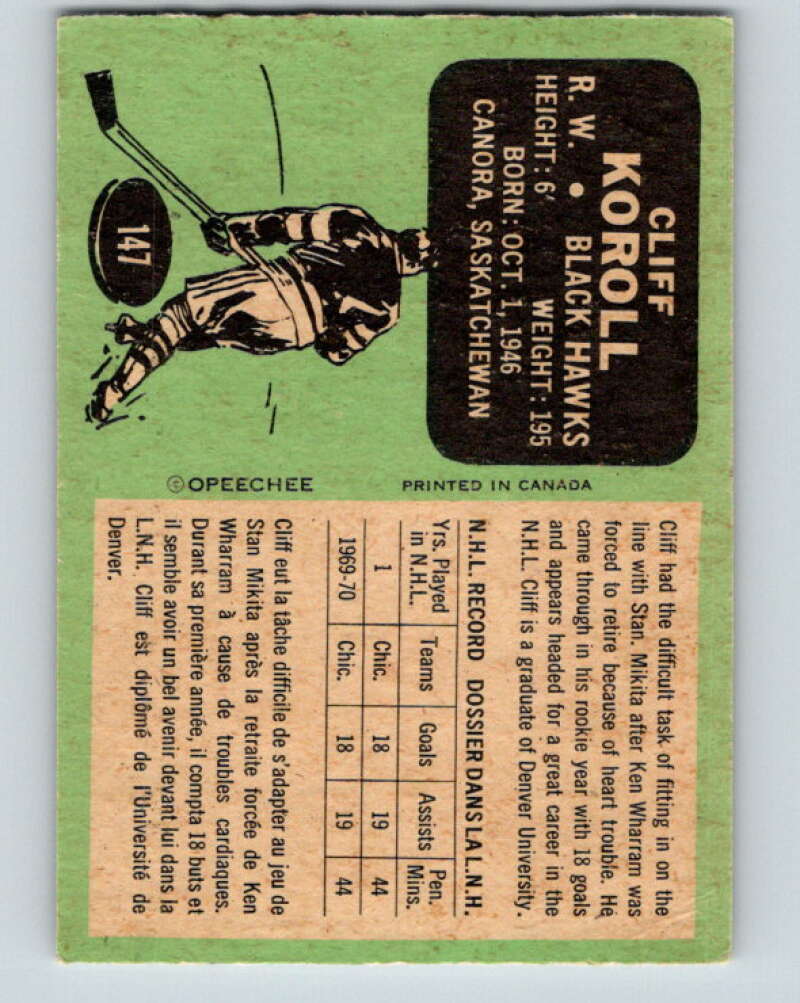 CLIFF
KOROLL
R. W. • BLACK HAWKS
HEIGHT: 6' WEIGHT: 195
BORN: OCT. 1, 1946
CANORA, SASKATCHEWAN
147
© OPEECHEE PRINTED IN CANADA
Cliff had the difficult task of fitting in on the
line with Stan. Mikita after Ken Wharram was
forced to retire because of heart trouble. He
came through in his rookie year with 18 goals
and appears headed for a great career in the
N.H.L. Cliff is a graduate of Denver University.
N.H.L. RECORD DOSSIER DANS LA L.N.H.
Yrs. Played in N.H.L. Teams Goals Assists Pen. Mins.
1 Chic. 18 19 44
1969-70 Chic. 18 19 44
Cliff eut la tâche difficile de s'adapter au jeu de
Stan Mikita après la retraite forcée de Ken
Wharram à cause de troubles cardiaques.
Durant sa première année, il compta 18 buts et
il semble avoir un bel avenir devant lui dans la
L.N.H. Cliff est diplômé de l'Université de
Denver.